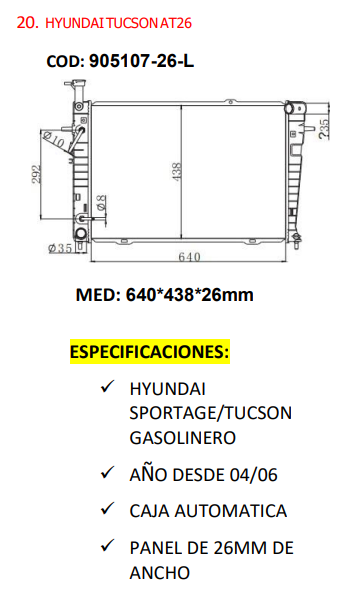 20. HYUNDAI TUCSON AT26
COD: 905107-26-L
Ø10
292
438
Ø8
235
Ø35
640
MED: 640*438*26mm
ESPECIFICACIONES:
✓ HYUNDAI
SPORTAGE/TUCSON
GASOLINERO
✓ AÑO DESDE 04/06
✓ CAJA AUTOMATICA
✓ PANEL DE 26MM DE
ANCHO